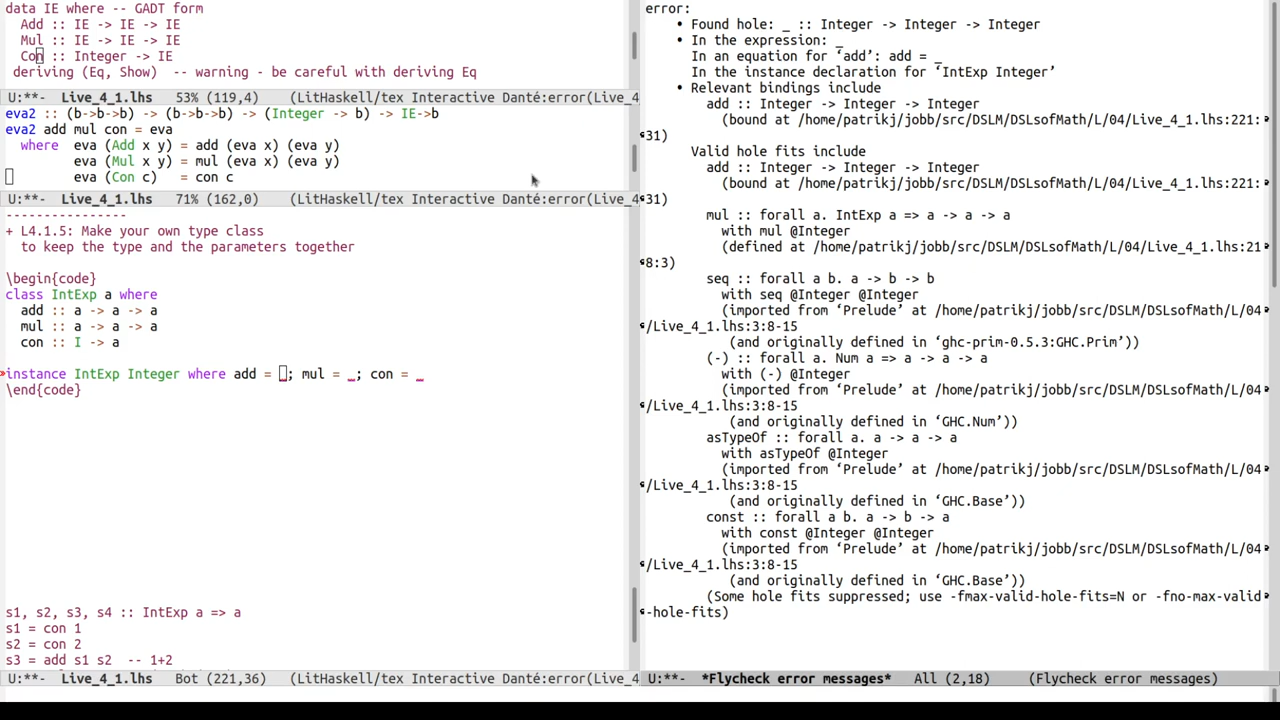 data IE where -- GADT form
  Add :: IE -> IE -> IE
  Mul :: IE -> IE -> IE
  Con :: Integer -> IE
 deriving (Eq, Show)  -- warning - be careful with deriving Eq
U:**-  Live_4_1.lhs   53% (119,4)    (LitHaskell/tex Interactive Danté:error(Live_4
eva2 :: (b->b->b) -> (b->b->b) -> (Integer -> b) -> IE->b
eva2 add mul con = eva
  where  eva (Add x y) = add (eva x) (eva y)
         eva (Mul x y) = mul (eva x) (eva y)
         eva (Con c)   = con c
U:**-  Live_4_1.lhs   71% (162,0)    (LitHaskell/tex Interactive Danté:error(Live_4
----------------
+ L4.1.5: Make your own type class
  to keep the type and the parameters together
\begin{code}
class IntExp a where
  add :: a -> a -> a
  mul :: a -> a -> a
  con :: I -> a
instance IntExp Integer where add = _; mul = _; con = _
\end{code}
s1, s2, s3, s4 :: IntExp a => a
s1 = con 1
s2 = con 2
s3 = add s1 s2  -- 1+2
U:**-  Live_4_1.lhs   Bot (221,36)   (LitHaskell/tex Interactive Danté:error(Live_4
error:
    • Found hole: _ :: Integer -> Integer -> Integer
    • In the expression: _
      In an equation for ‘add’: add = _
      In the instance declaration for ‘IntExp Integer’
    • Relevant bindings include
        add :: Integer -> Integer -> Integer
          (bound at /home/patrikj/jobb/src/DSLM/DSLsofMath/L/04/Live_4_1.lhs:221:
31)
      Valid hole fits include
        add :: Integer -> Integer -> Integer
          (bound at /home/patrikj/jobb/src/DSLM/DSLsofMath/L/04/Live_4_1.lhs:221:
31)
        mul :: forall a. IntExp a => a -> a -> a
          with mul @Integer
          (defined at /home/patrikj/jobb/src/DSLM/DSLsofMath/L/04/Live_4_1.lhs:21
8:3)
        seq :: forall a b. a -> b -> b
          with seq @Integer @Integer
          (imported from ‘Prelude’ at /home/patrikj/jobb/src/DSLM/DSLsofMath/L/04
/Live_4_1.lhs:3:8-15
           (and originally defined in ‘ghc-prim-0.5.3:GHC.Prim’))
        (-) :: forall a. Num a => a -> a -> a
          with (-) @Integer
          (imported from ‘Prelude’ at /home/patrikj/jobb/src/DSLM/DSLsofMath/L/04
/Live_4_1.lhs:3:8-15
           (and originally defined in ‘GHC.Num’))
        asTypeOf :: forall a. a -> a -> a
          with asTypeOf @Integer
          (imported from ‘Prelude’ at /home/patrikj/jobb/src/DSLM/DSLsofMath/L/04
/Live_4_1.lhs:3:8-15
           (and originally defined in ‘GHC.Base’))
        const :: forall a b. a -> b -> a
          with const @Integer @Integer
          (imported from ‘Prelude’ at /home/patrikj/jobb/src/DSLM/DSLsofMath/L/04
/Live_4_1.lhs:3:8-15
           (and originally defined in ‘GHC.Base’))
        (Some hole fits suppressed; use -fmax-valid-hole-fits=N or -fno-max-valid
-hole-fits)
U:**-  *Flycheck error messages*   All (2,18)     (Flycheck error messages)